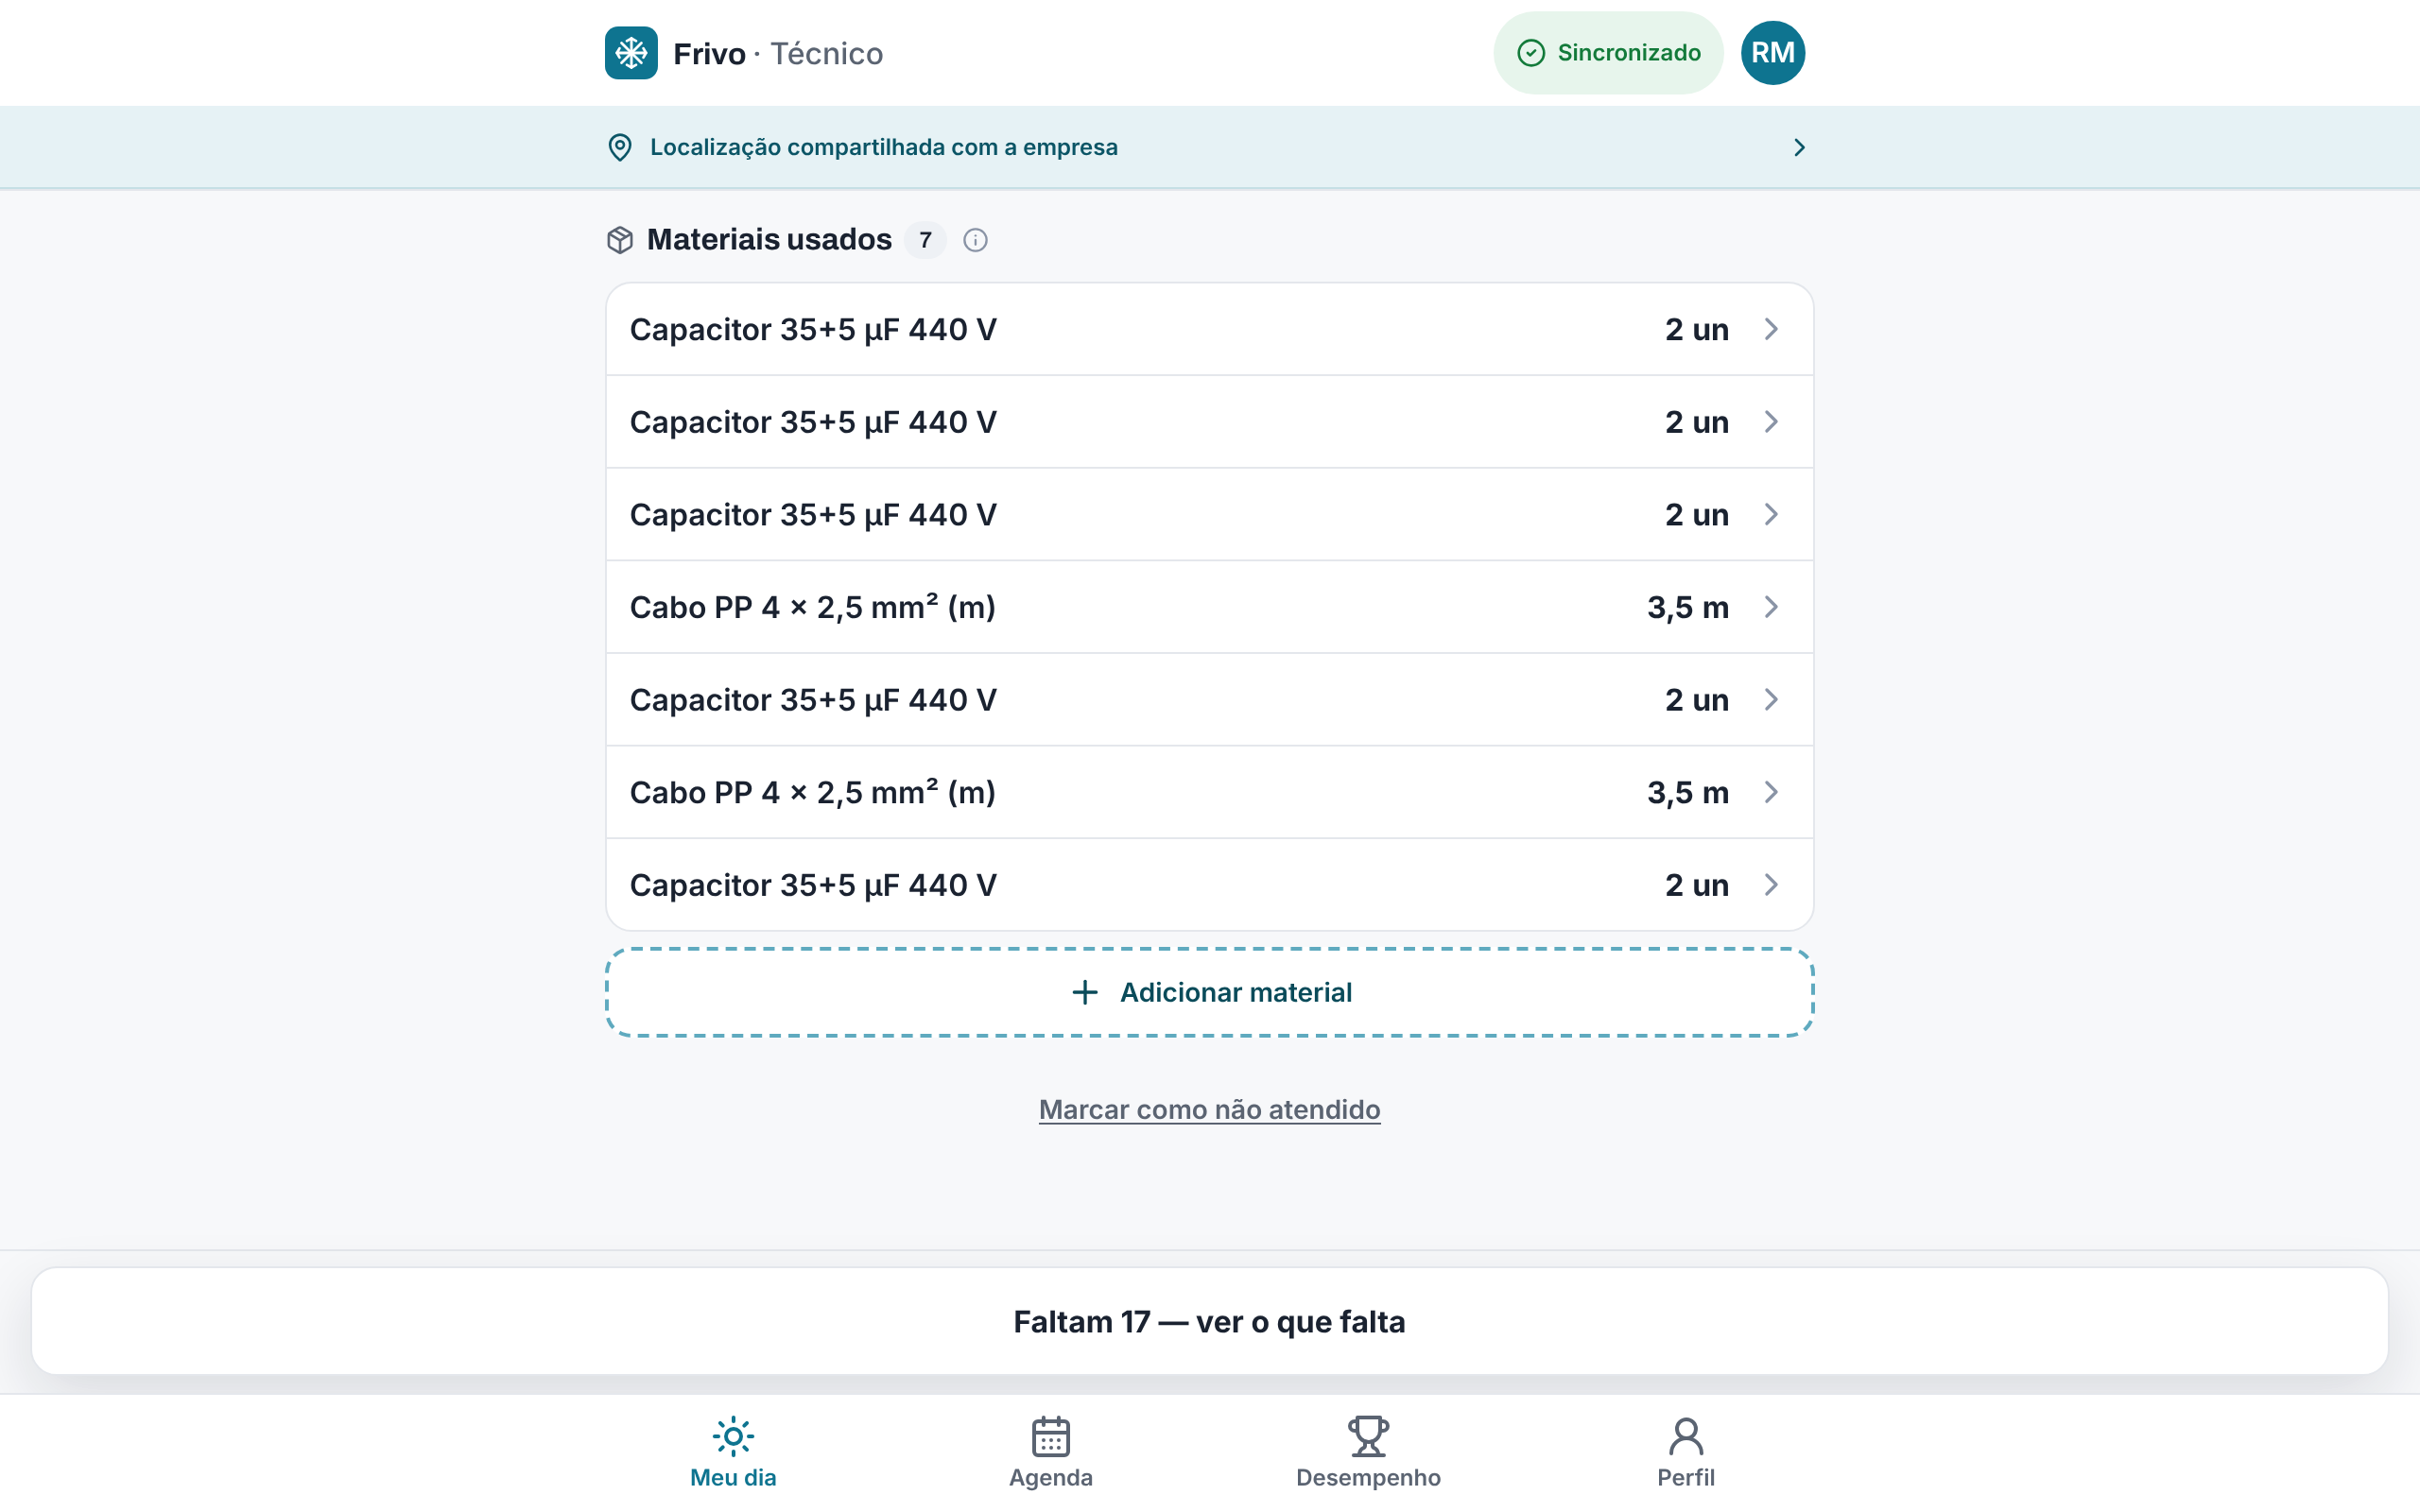 Frivo · Técnico
Sincronizado
RM
Localização compartilhada com a empresa
Materiais usados 7
Capacitor 35+5 µF 440 V 2 un
Capacitor 35+5 µF 440 V 2 un
Capacitor 35+5 µF 440 V 2 un
Cabo PP 4 × 2,5 mm² (m) 3,5 m
Capacitor 35+5 µF 440 V 2 un
Cabo PP 4 × 2,5 mm² (m) 3,5 m
Capacitor 35+5 µF 440 V 2 un
Adicionar material
Marcar como não atendido
Faltam 17 — ver o que falta
Meu dia
Agenda
Desempenho
Perfil